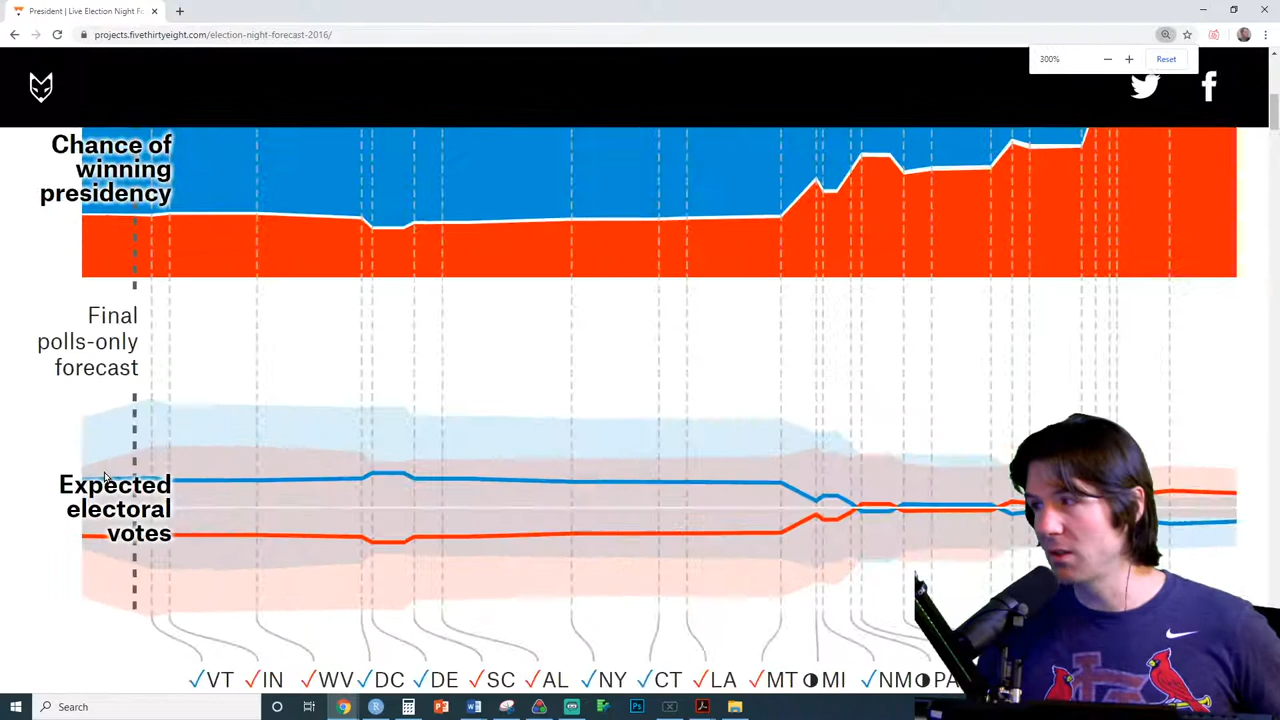 President | Live Election Night Fo
projects.fivethirtyeight.com/election-night-forecast-2016/
300%
Reset
Chance of
winning
presidency
Final
polls-only
forecast
Expected
electoral
votes
✓VT ✓IN ✓WV ✓DC ✓DE ✓SC ✓AL ✓NY ✓CT ✓LA ✓MT MI ✓NM PA
Search